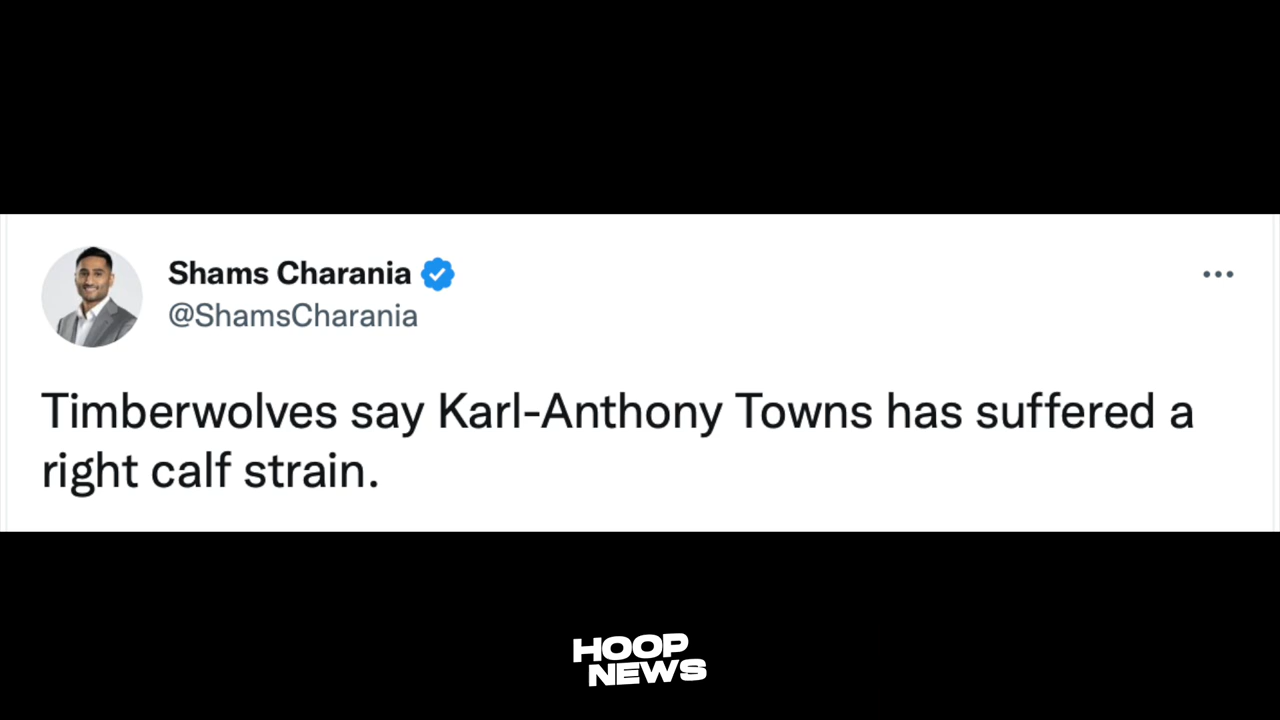 Shams Charania
@ShamsCharania
Timberwolves say Karl-Anthony Towns has suffered a
right calf strain.
HOOP
NEWS